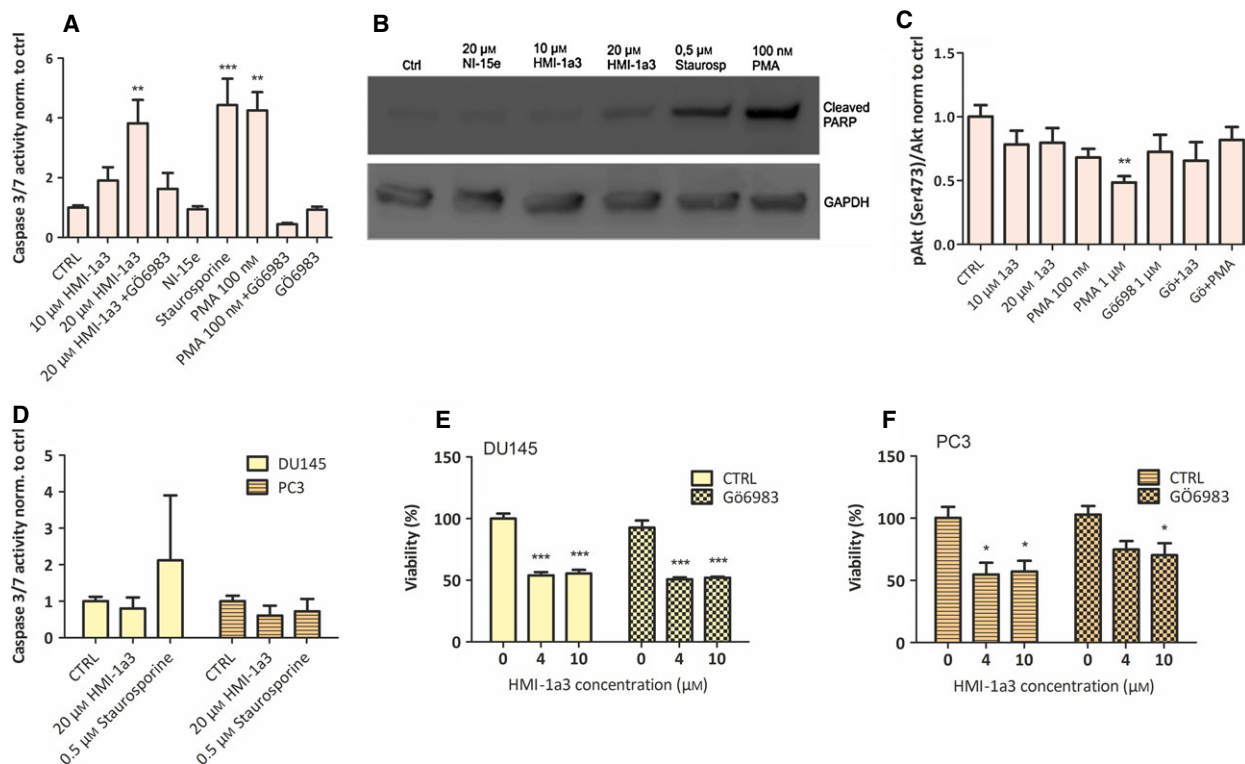 A
Caspase 3/7 activity norm. to ctrl
6
4
2
0
CTRL
10 µM HMI-1a3
20 µM HMI-1a3
20 µM HMI-1a3 +GÖ6983
NI-15e
Staurosporine
PMA 100 nM
PMA 100 nM +GÖ6983
GÖ6983
**
***
**
B
Ctrl
20 µM
NI-15e
10 µM
HMI-1a3
20 µM
HMI-1a3
0,5 µM
Staurosp
100 nM
PMA
Cleaved
PARP
GAPDH
C
pAkt (Ser473)/Akt norm to ctrl
1.0
0.5
0.0
**
CTRL
10 µM 1a3
20 µM 1a3
PMA 100 nM
PMA 1 µM
Gö698 1 µM
Gö+1a3
Gö+PMA
D
Caspase 3/7 activity norm. to ctrl
5
4
3
2
1
0
DU145
PC3
CTRL
20 µM HMI-1a3
0.5 µM Staurosporine
CTRL
20 µM HMI-1a3
0.5 µM Staurosporine
E
DU145
Viability (%)
150
100
50
0
CTRL
Gö6983
*** *** *** ***
0 4 10 0 4 10
HMI-1a3 concentration (µM)
F
PC3
Viability (%)
150
100
50
0
CTRL
GÖ6983
* * *
0 4 10 0 4 10
HMI-1a3 concentration (µM)